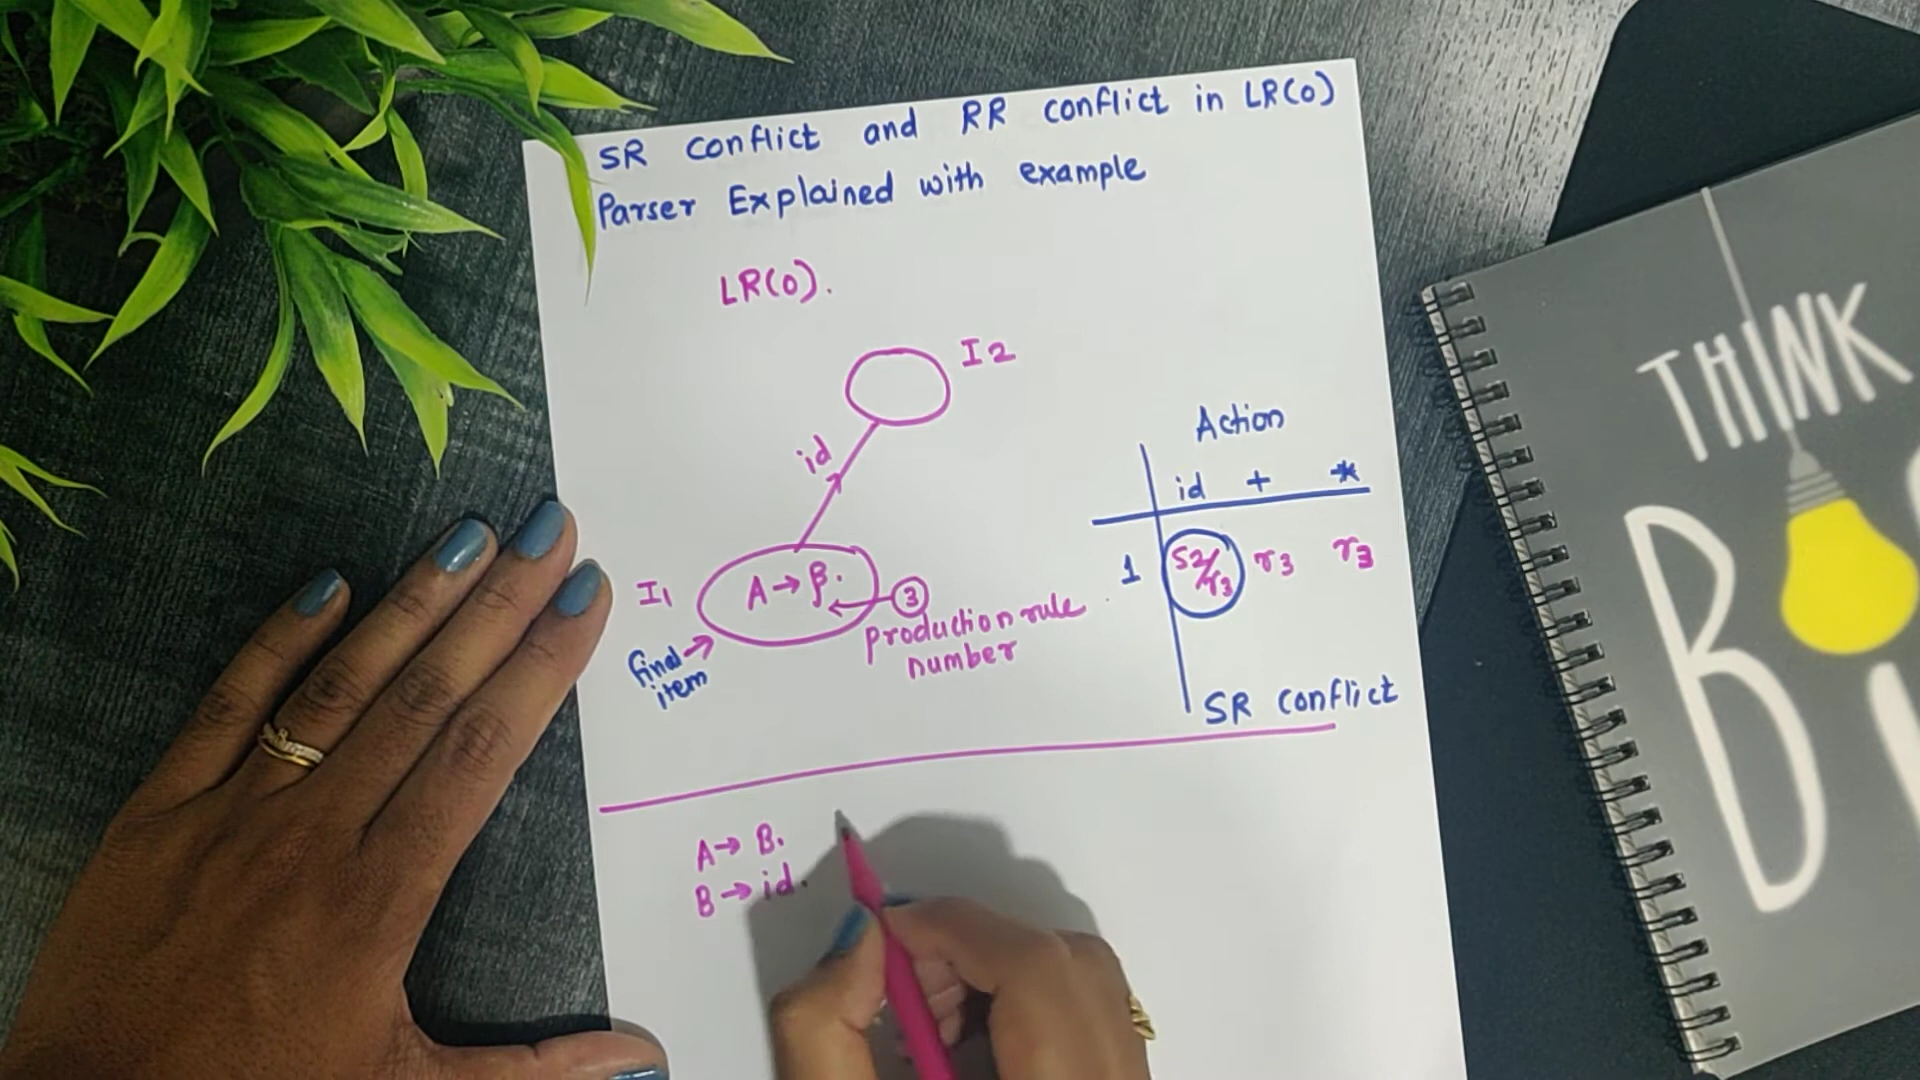 SR conflict and RR conflict in LR(0)
Parser Explained with example
LR(0).
I2
id
I1
A→ β.
3
production rule
number
final
item
Action
id + *
1 S2/r3 r3 r3
SR conflict
A→ B.
B→ id.
THINK